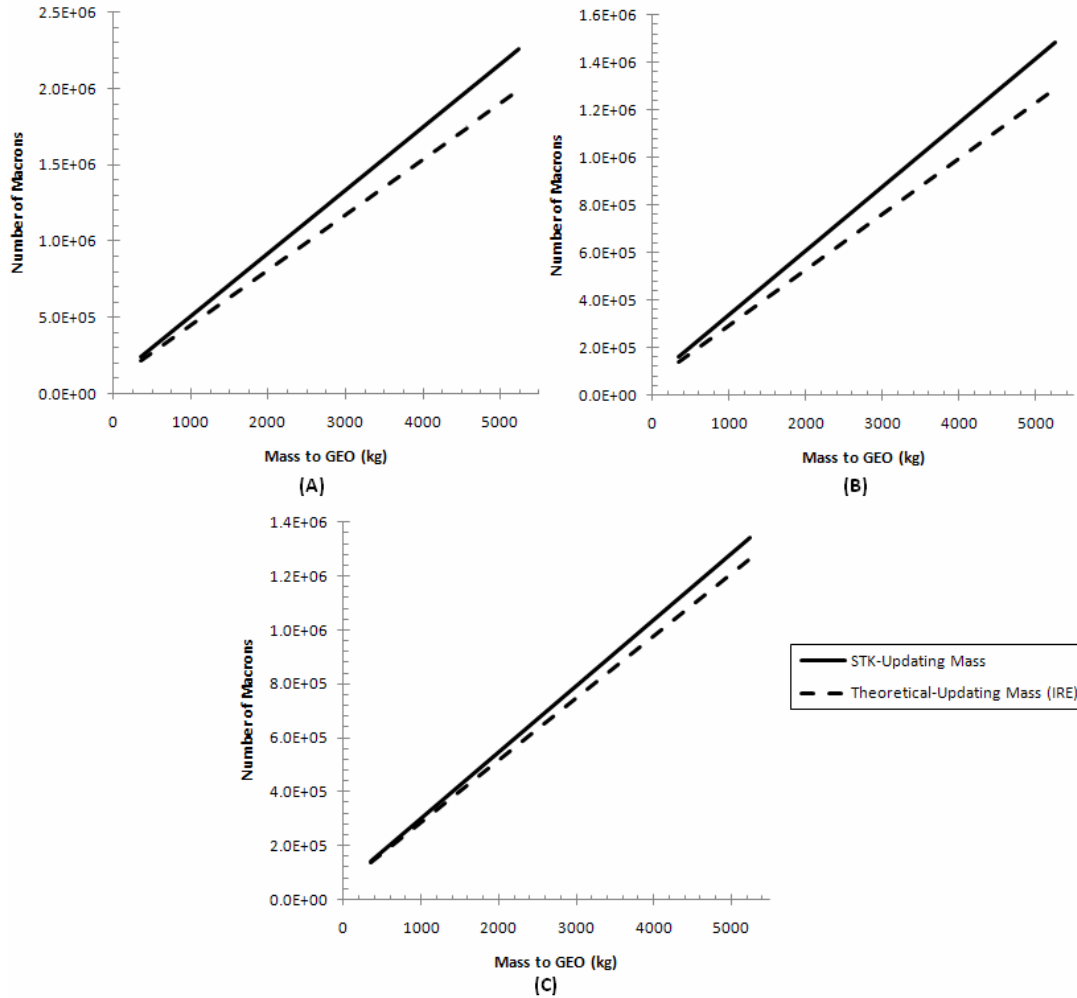 2.5E+06
2.0E+06
1.5E+06
1.0E+06
5.0E+05
0.0E+00
Number of Macrons
0 1000 2000 3000 4000 5000
Mass to GEO (kg)
(A)
1.6E+06
1.4E+06
1.2E+06
1.0E+06
8.0E+05
6.0E+05
4.0E+05
2.0E+05
0.0E+00
Number of Macrons
0 1000 2000 3000 4000 5000
Mass to GEO (kg)
(B)
1.4E+06
1.2E+06
1.0E+06
8.0E+05
6.0E+05
4.0E+05
2.0E+05
0.0E+00
Number of Macrons
0 1000 2000 3000 4000 5000
Mass to GEO (kg)
(C)
STK-Updating Mass
Theoretical-Updating Mass (IRE)